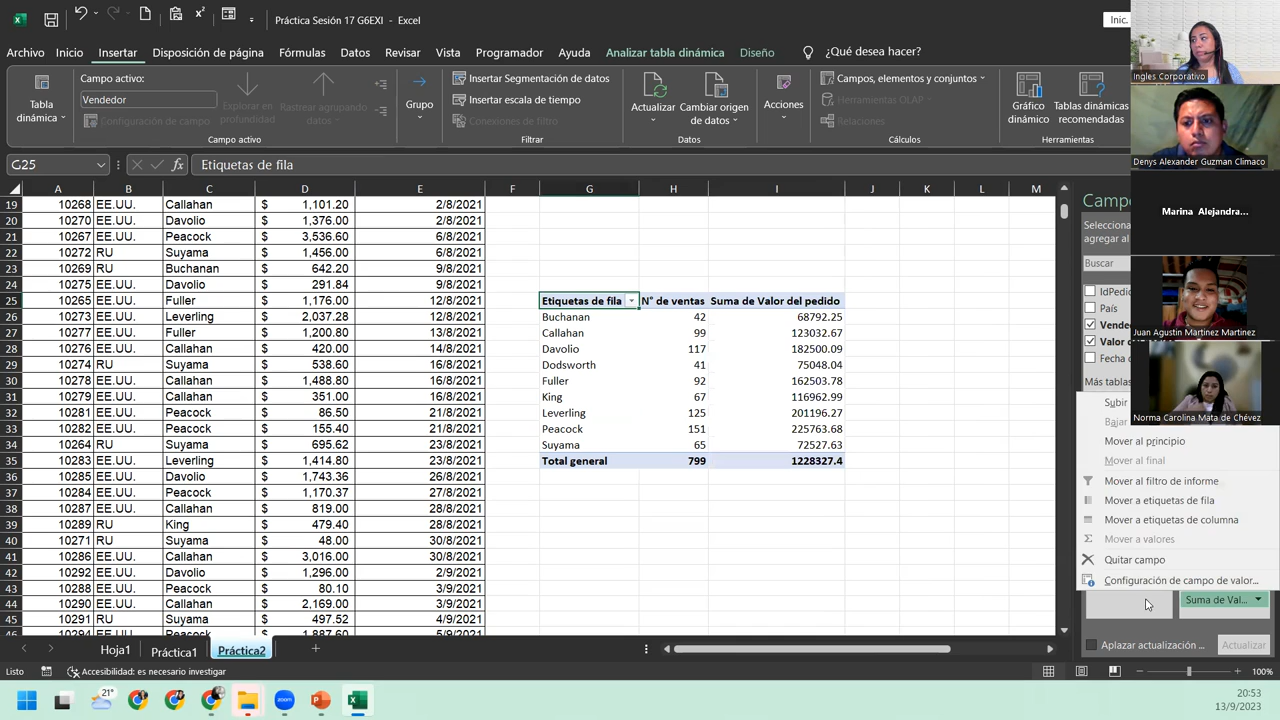 Práctica Sesión 17 G6EXI - Excel
Inic.
Archivo Inicio Insertar Disposición de página Fórmulas Datos Revisar Vista Programador Ayuda Analizar tabla dinámica Diseño ¿Qué desea hacer?
Tabla dinámica
Campo activo:
Vendedor
Configuración de campo
Explorar en profundidad
Rastrear agrupando datos
Campo activo
Grupo
Insertar Segmentación de datos
Insertar escala de tiempo
Conexiones de filtro
Filtrar
Actualizar
Cambiar origen de datos
Datos
Acciones
Campos, elementos y conjuntos
Herramientas OLAP
Relaciones
Cálculos
Gráfico dinámico
Tablas dinámicas recomendadas
Herramientas
G25 fx Etiquetas de fila
A B C D E F G H I J K L M
19 10268 EE.UU. Callahan $ 1,101.20 2/8/2021
20 10270 EE.UU. Davolio $ 1,376.00 2/8/2021
21 10267 EE.UU. Peacock $ 3,536.60 6/8/2021
22 10272 RU Suyama $ 1,456.00 6/8/2021
23 10269 RU Buchanan $ 642.20 9/8/2021
24 10275 EE.UU. Davolio $ 291.84 9/8/2021
25 10265 EE.UU. Fuller $ 1,176.00 12/8/2021 Etiquetas de fila N° de ventas Suma de Valor del pedido
26 10273 EE.UU. Leverling $ 2,037.28 12/8/2021 Buchanan 42 68792.25
27 10277 EE.UU. Fuller $ 1,200.80 13/8/2021 Callahan 99 123032.67
28 10276 EE.UU. Callahan $ 420.00 14/8/2021 Davolio 117 182500.09
29 10274 RU Suyama $ 538.60 16/8/2021 Dodsworth 41 75048.04
30 10278 EE.UU. Callahan $ 1,488.80 16/8/2021 Fuller 92 162503.78
31 10279 EE.UU. Callahan $ 351.00 16/8/2021 King 67 116962.99
32 10281 EE.UU. Peacock $ 86.50 21/8/2021 Leverling 125 201196.27
33 10282 EE.UU. Peacock $ 155.40 21/8/2021 Peacock 151 225763.68
34 10264 RU Suyama $ 695.62 23/8/2021 Suyama 65 72527.63
35 10283 EE.UU. Leverling $ 1,414.80 23/8/2021 Total general 799 1228327.4
36 10285 EE.UU. Davolio $ 1,743.36 26/8/2021
37 10284 EE.UU. Peacock $ 1,170.37 27/8/2021
38 10287 EE.UU. Callahan $ 819.00 28/8/2021
39 10289 RU King $ 479.40 28/8/2021
40 10271 RU Suyama $ 48.00 30/8/2021
41 10286 EE.UU. Callahan $ 3,016.00 30/8/2021
42 10292 EE.UU. Davolio $ 1,296.00 2/9/2021
43 10288 EE.UU. Peacock $ 80.10 3/9/2021
44 10290 EE.UU. Callahan $ 2,169.00 3/9/2021
45 10291 RU Suyama $ 497.52 4/9/2021
46 10294 EE.UU. Peacock $ 1,887.60 5/9/2021
Ingles Corporativo
Denys Alexander Guzman Climaco
Marina Alejandra...
Juan Agustin Martinez Martinez
Norma Carolina Mata de Chévez
Campo
Selecciona
agregar al
Buscar
IdPedic
País
Vende
Valor d
Fecha d
Más tablas
Subir
Bajar
Mover al principio
Mover al final
Mover al filtro de informe
Mover a etiquetas de fila
Mover a etiquetas de columna
Mover a valores
Quitar campo
Configuración de campo de valor...
Suma de Val...
Aplazar actualización ... Actualizar
Hoja1 Práctica1 Práctica2
Listo Accesibilidad: es necesario investigar 100%
21°
zoom
20:53
13/9/2023